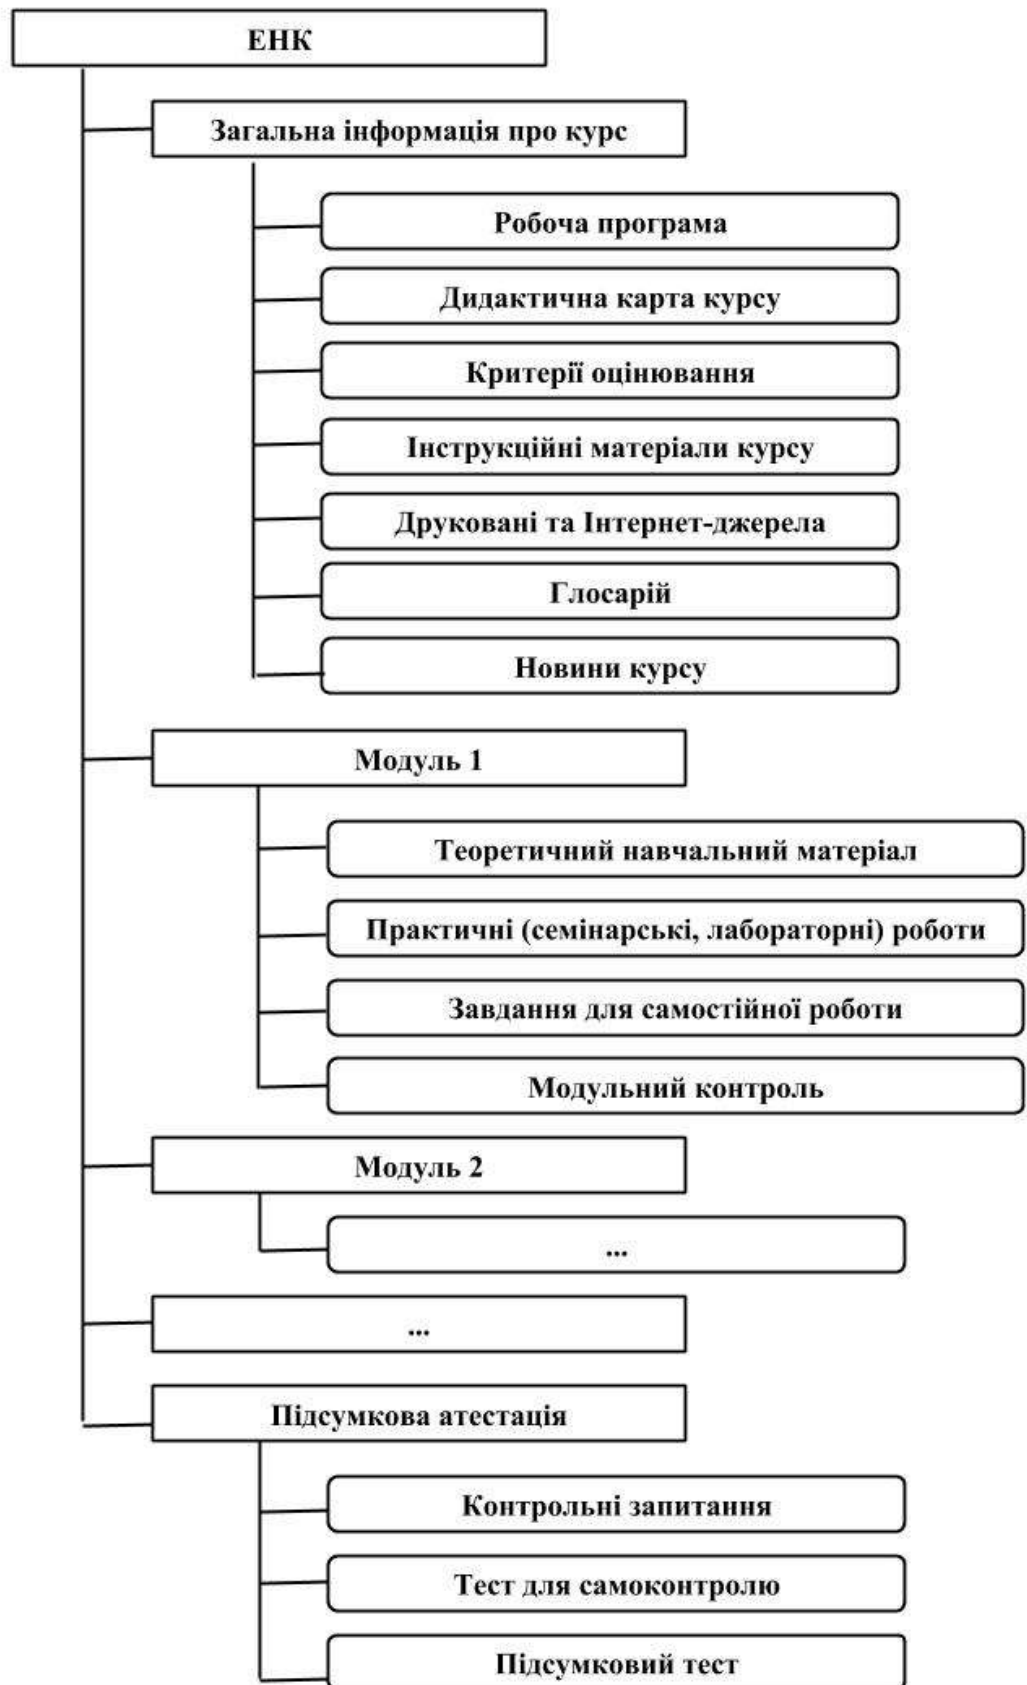 ЕНК
Загальна інформація про курс
Робоча програма
Дидактична карта курсу
Критерії оцінювання
Інструкційні матеріали курсу
Друковані та Інтернет-джерела
Глосарій
Новини курсу
Модуль 1
Теоретичний навчальний матеріал
Практичні (семінарські, лабораторні) роботи
Завдання для самостійної роботи
Модульний контроль
Модуль 2
...
...
Підсумкова атестація
Контрольні запитання
Тест для самоконтролю
Підсумковий тест